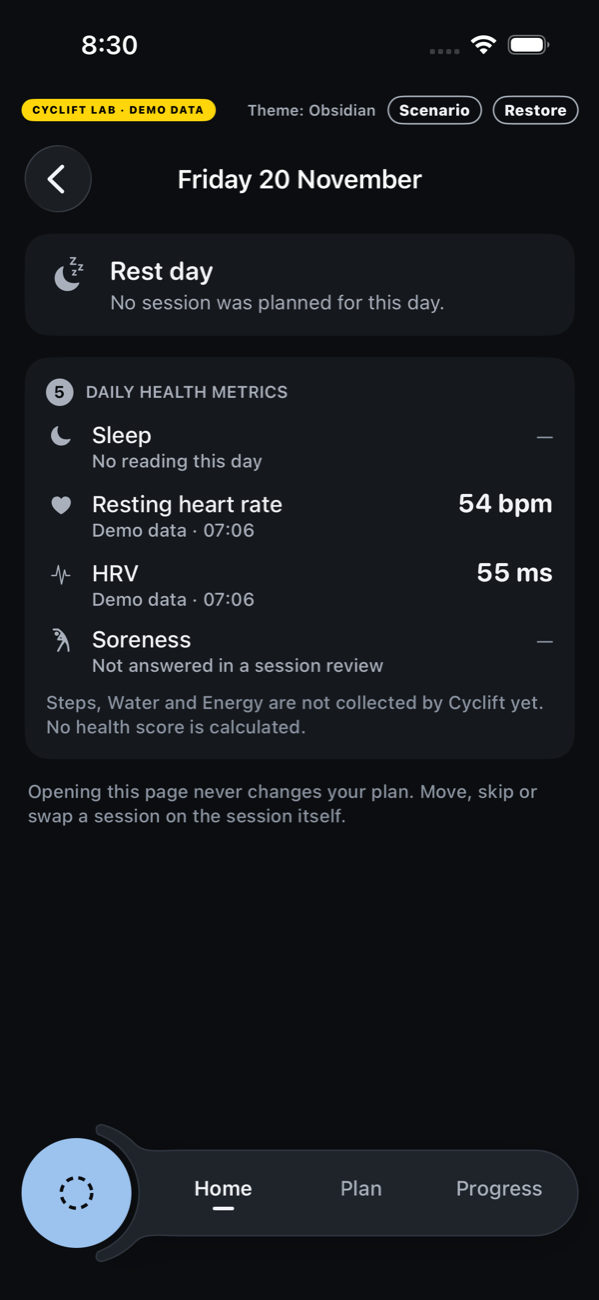 8:30
CYCLIFT LAB · DEMO DATA
Theme: Obsidian
Scenario
Restore
Friday 20 November
Rest day
No session was planned for this day.
5 DAILY HEALTH METRICS
Sleep –
No reading this day
Resting heart rate 54 bpm
Demo data · 07:06
HRV 55 ms
Demo data · 07:06
Soreness –
Not answered in a session review
Steps, Water and Energy are not collected by Cyclift yet.
No health score is calculated.
Opening this page never changes your plan. Move, skip or
swap a session on the session itself.
Home
Plan
Progress